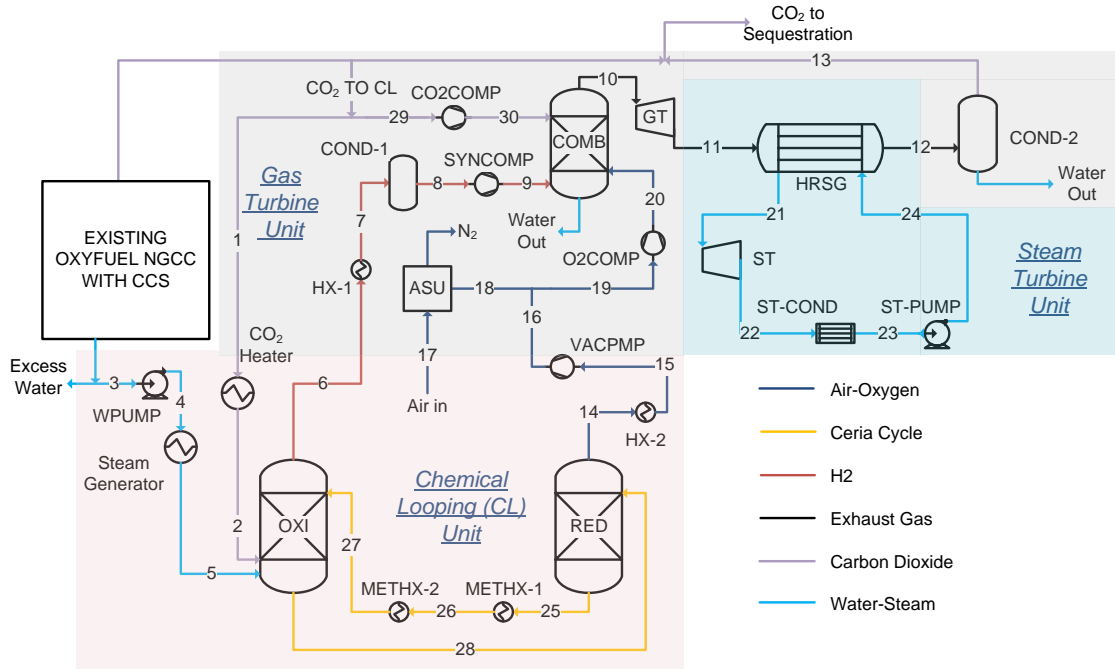 CO₂ to
Sequestration
13
CO₂ TO CL
CO2COMP
29
30
10
GT
COMB
COND-1
SYNCOMP
8
9
7
Gas
Turbine
Unit
11
HRSG
12
COND-2
Water
Out
EXISTING
OXYFUEL NGCC
WITH CCS
1
HX-1
N₂
Water
Out
20
O2COMP
ASU
18
19
21
24
ST
Steam
Turbine
Unit
ST-COND
ST-PUMP
22
23
16
17
VACPMP
15
CO₂
Heater
Air in
Excess
Water
3
4
WPUMP
6
14
HX-2
Steam
Generator
Chemical
Looping (CL)
Unit
2
OXI
27
RED
5
METHX-2
METHX-1
26
25
28
Air-Oxygen
Ceria Cycle
H2
Exhaust Gas
Carbon Dioxide
Water-Steam